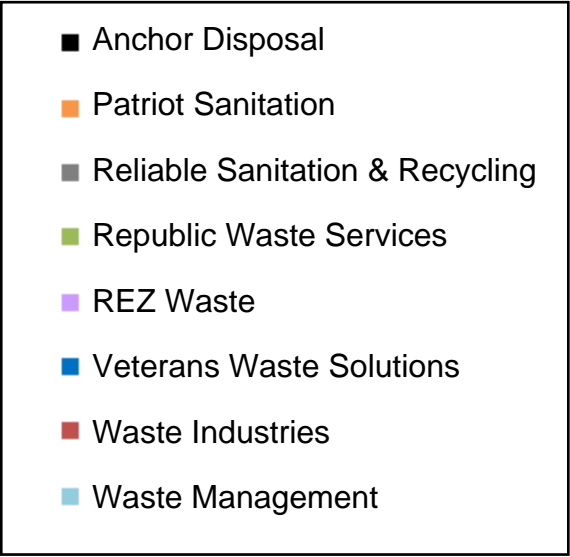 Anchor Disposal
Patriot Sanitation
Reliable Sanitation & Recycling
Republic Waste Services
REZ Waste
Veterans Waste Solutions
Waste Industries
Waste Management